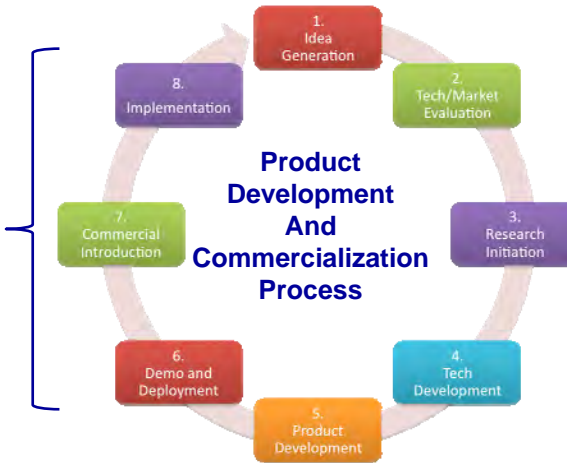 1.
Idea
Generation
2.
Tech/Market
Evaluation
3.
Research
Initiation
4.
Tech
Development
5.
Product
Development
6.
Demo and
Deployment
7.
Commercial
Introduction
8.
Implementation
Product
Development
And
Commercialization
Process